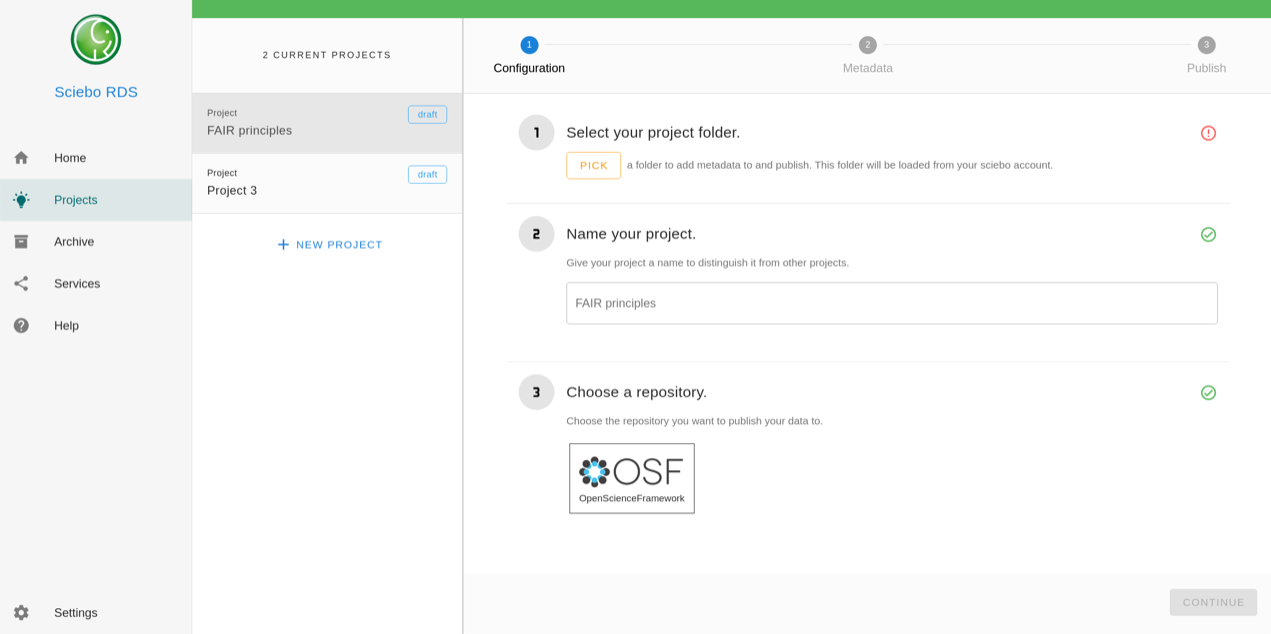 Sciebo RDS
Home
Projects
Archive
Services
Help
Settings
2 CURRENT PROJECTS
Project
FAIR principles
draft
Project
Project 3
draft
+ NEW PROJECT
1
Configuration
2
Metadata
3
Publish
1
Select your project folder.
PICK a folder to add metadata to and publish. This folder will be loaded from your sciebo account.
2
Name your project.
Give your project a name to distinguish it from other projects.
FAIR principles
3
Choose a repository.
Choose the repository you want to publish your data to.
OSF
OpenScienceFramework
CONTINUE